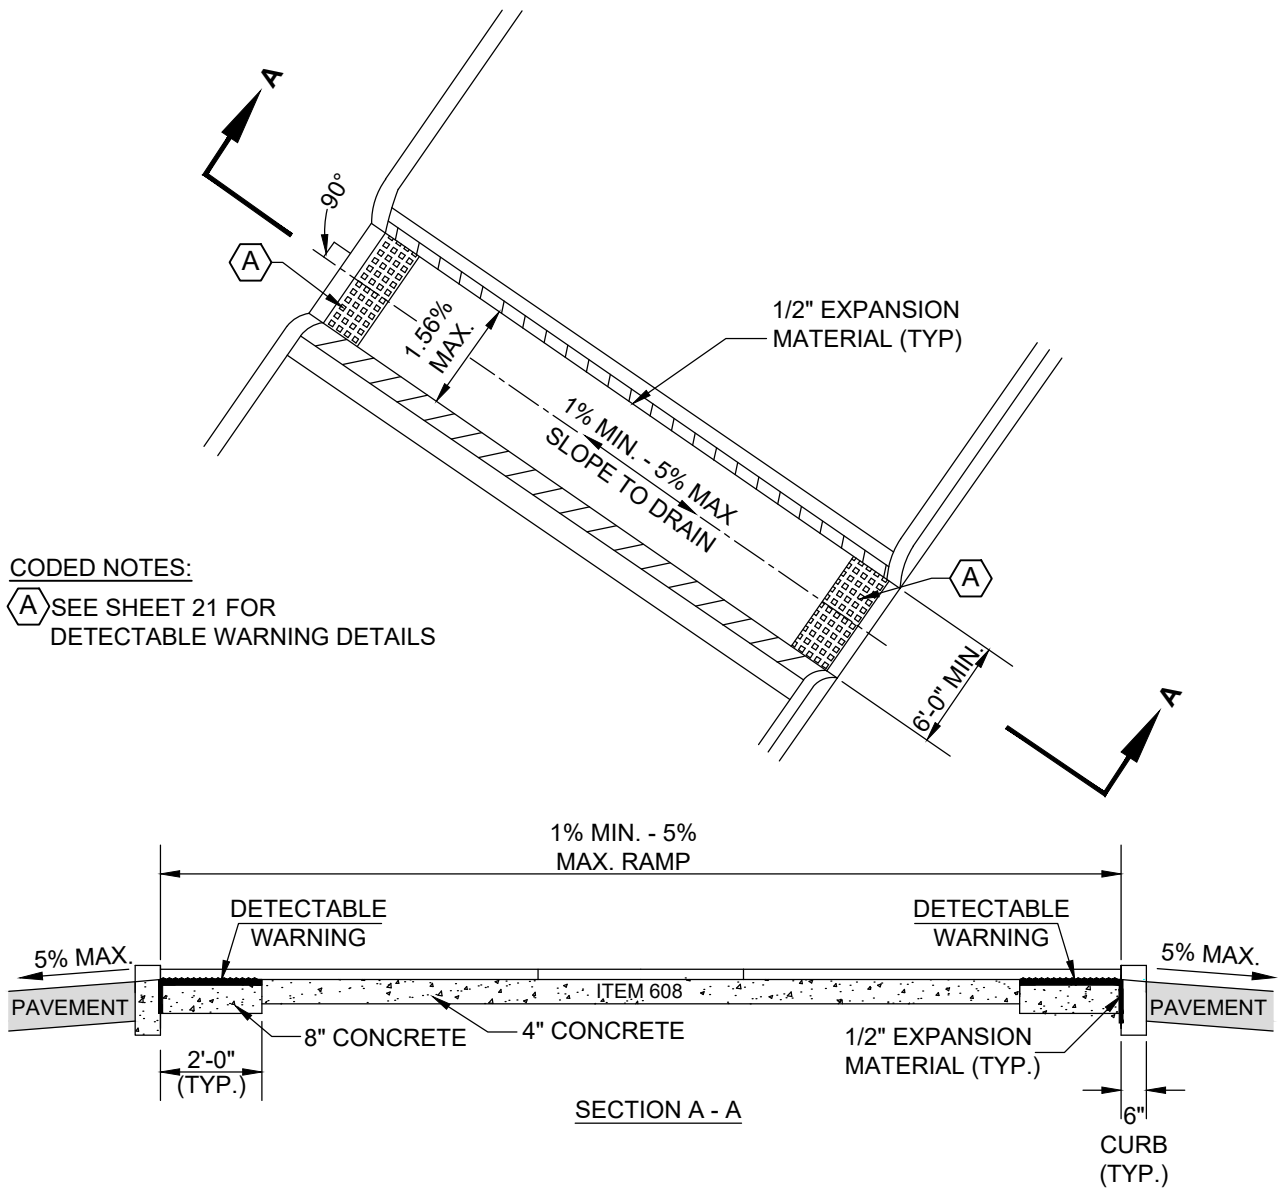 A
90°
A
1/2" EXPANSION
MATERIAL (TYP)
1.56%
MAX.
1% MIN. - 5% MAX
SLOPE TO DRAIN
CODED NOTES:
A SEE SHEET 21 FOR
DETECTABLE WARNING DETAILS
A
6'-0" MIN.
A
1% MIN. - 5%
MAX. RAMP
DETECTABLE
WARNING
DETECTABLE
WARNING
5% MAX.
5% MAX.
PAVEMENT
ITEM 608
PAVEMENT
8" CONCRETE
4" CONCRETE
1/2" EXPANSION
MATERIAL (TYP.)
2'-0"
(TYP.)
SECTION A - A
6"
CURB
(TYP.)